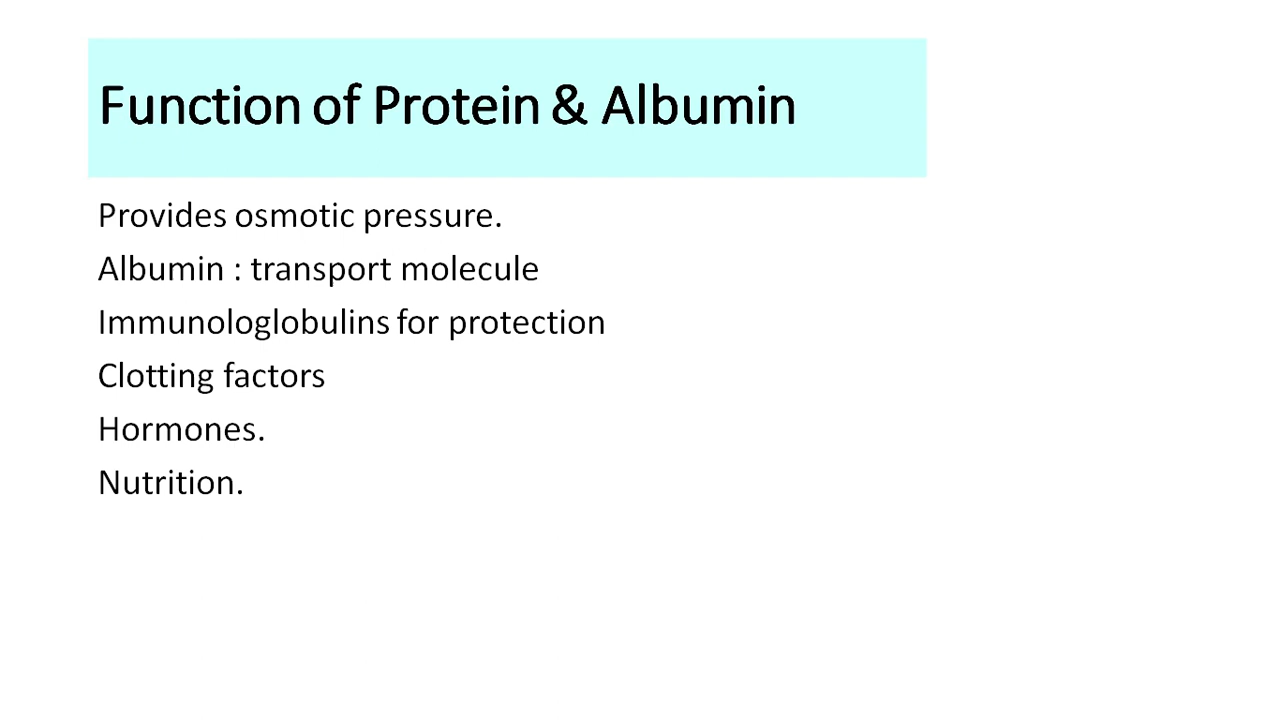 Function of Protein & Albumin
Provides osmotic pressure.
Albumin : transport molecule
Immunologlobulins for protection
Clotting factors
Hormones.
Nutrition.